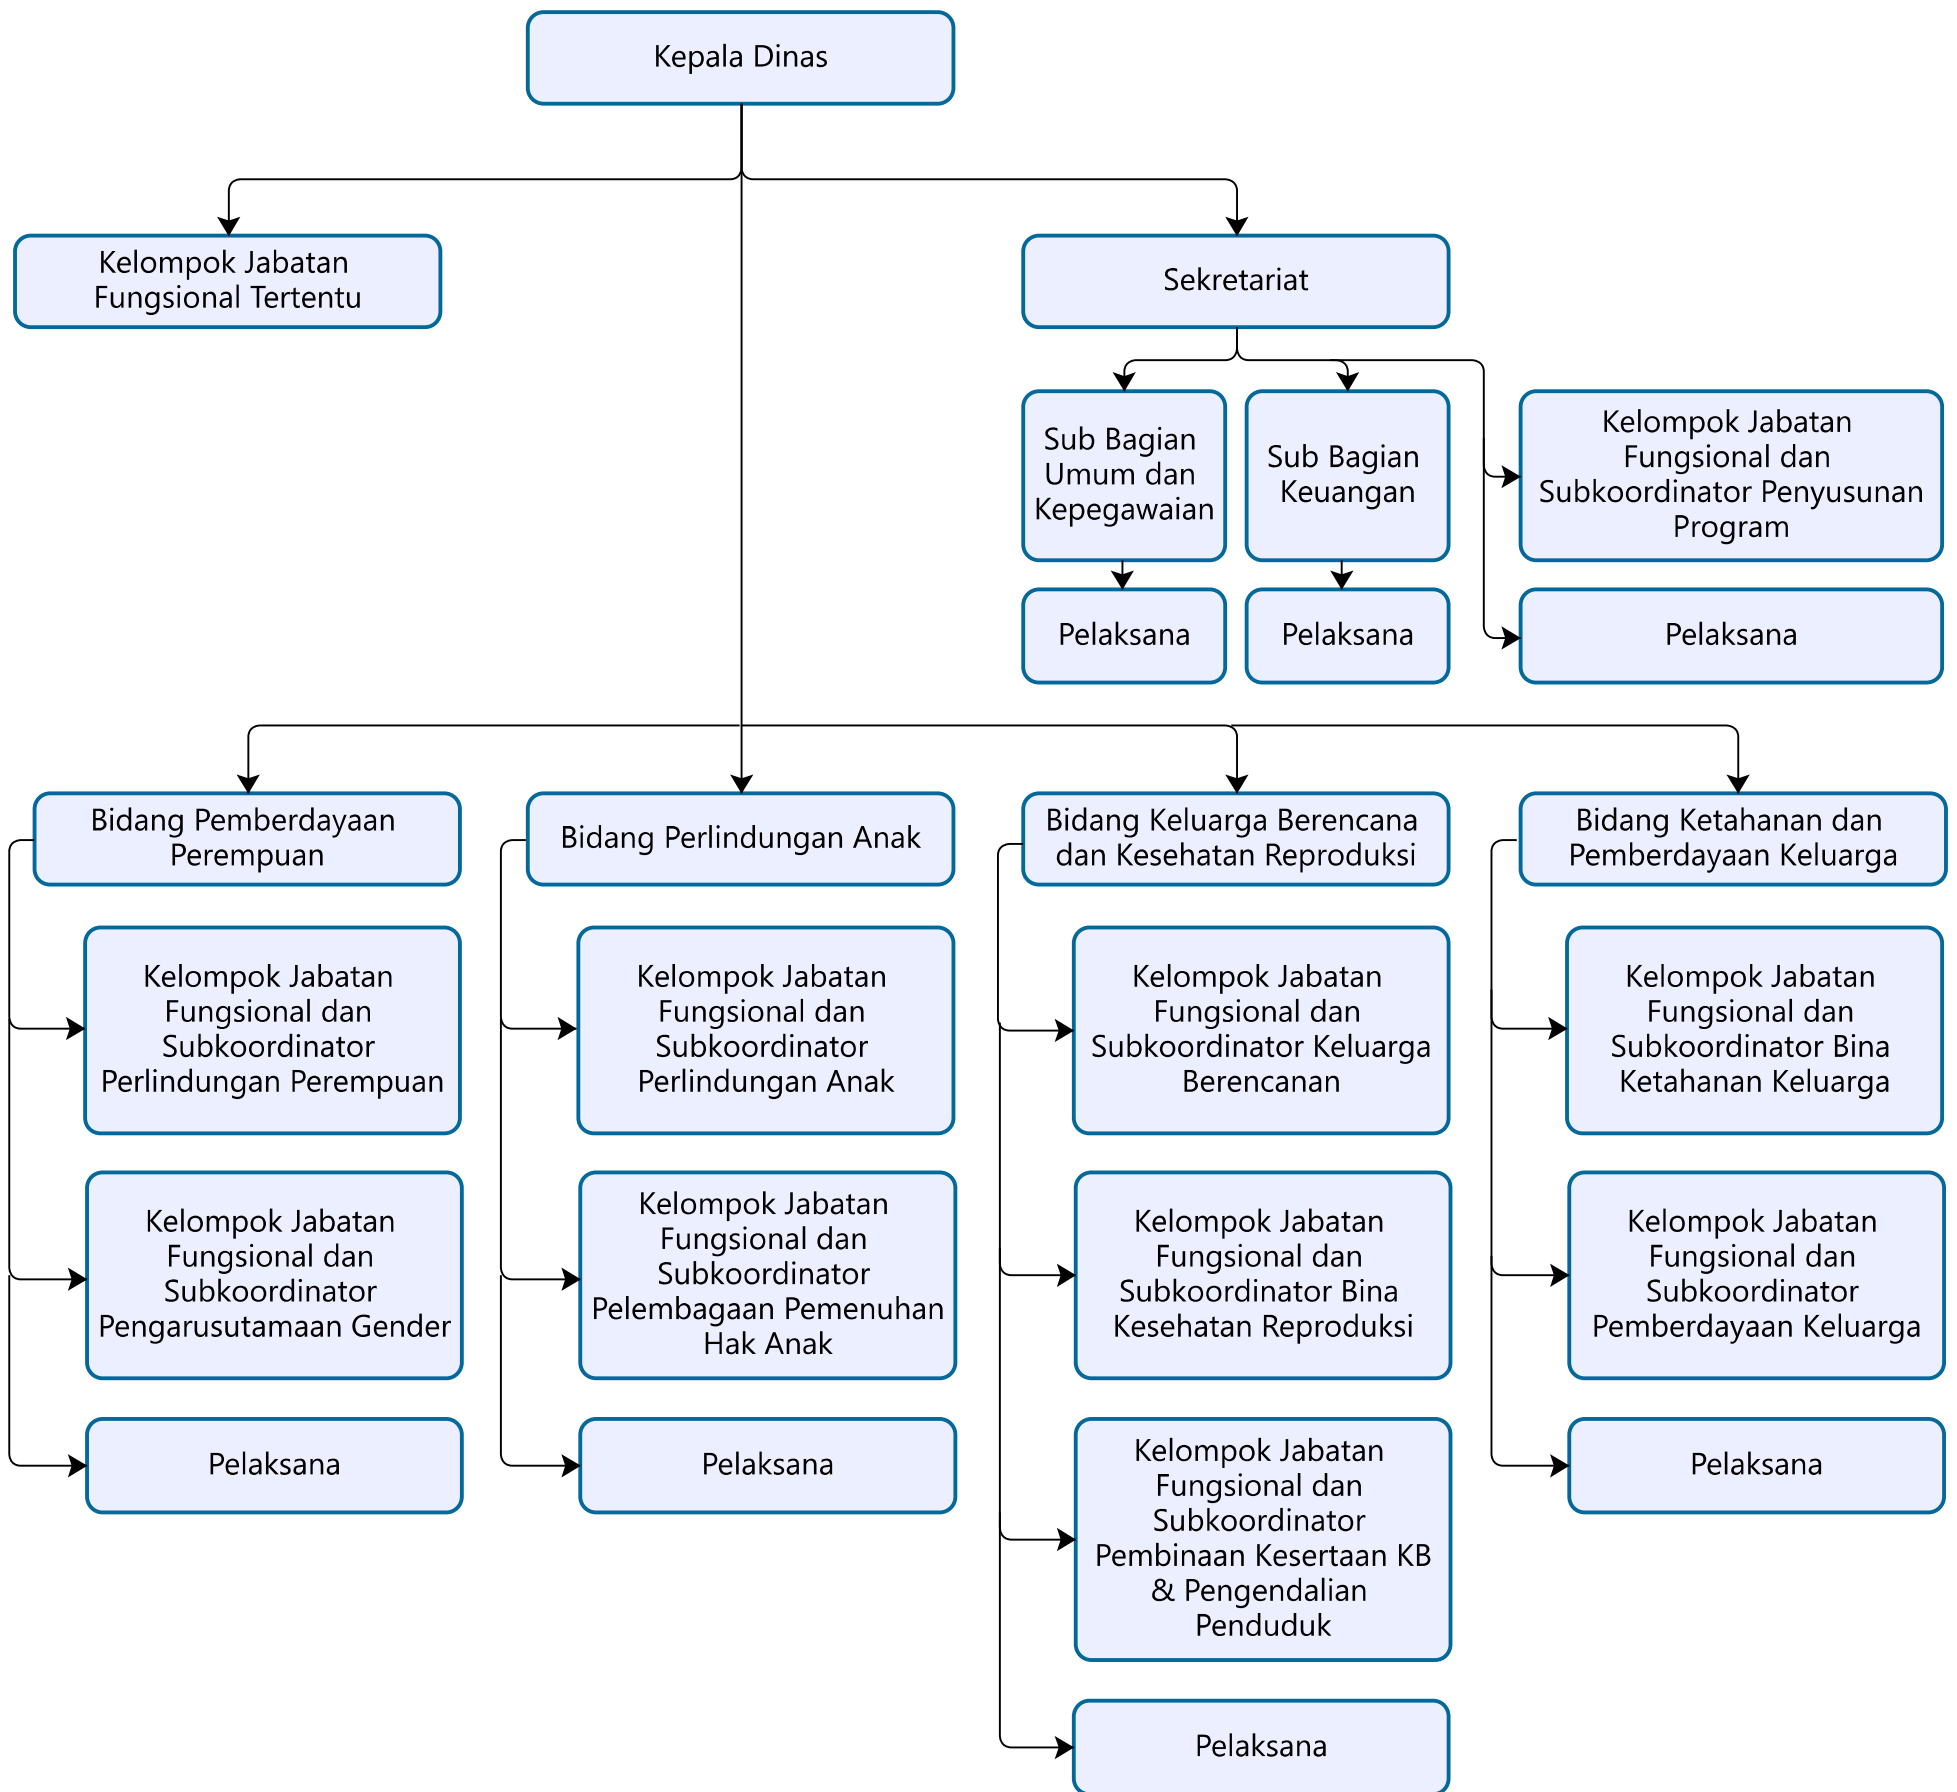 Kepala Dinas
Kelompok Jabatan
Fungsional Tertentu
Sekretariat
Sub Bagian
Umum dan
Kepegawaian
Sub Bagian
Keuangan
Kelompok Jabatan
Fungsional dan
Subkoordinator Penyusunan
Program
Pelaksana
Pelaksana
Pelaksana
Bidang Pemberdayaan
Perempuan
Bidang Perlindungan Anak
Bidang Keluarga Berencana
dan Kesehatan Reproduksi
Bidang Ketahanan dan
Pemberdayaan Keluarga
Kelompok Jabatan
Fungsional dan
Subkoordinator
Perlindungan Perempuan
Kelompok Jabatan
Fungsional dan
Subkoordinator
Perlindungan Anak
Kelompok Jabatan
Fungsional dan
Subkoordinator Keluarga
Berencanan
Kelompok Jabatan
Fungsional dan
Subkoordinator Bina
Ketahanan Keluarga
Kelompok Jabatan
Fungsional dan
Subkoordinator
Pengarusutamaan Gender
Kelompok Jabatan
Fungsional dan
Subkoordinator
Pelembagaan Pemenuhan
Hak Anak
Kelompok Jabatan
Fungsional dan
Subkoordinator Bina
Kesehatan Reproduksi
Kelompok Jabatan
Fungsional dan
Subkoordinator
Pemberdayaan Keluarga
Pelaksana
Pelaksana
Kelompok Jabatan
Fungsional dan
Subkoordinator
Pembinaan Kesertaan KB
& Pengendalian
Penduduk
Pelaksana
Pelaksana